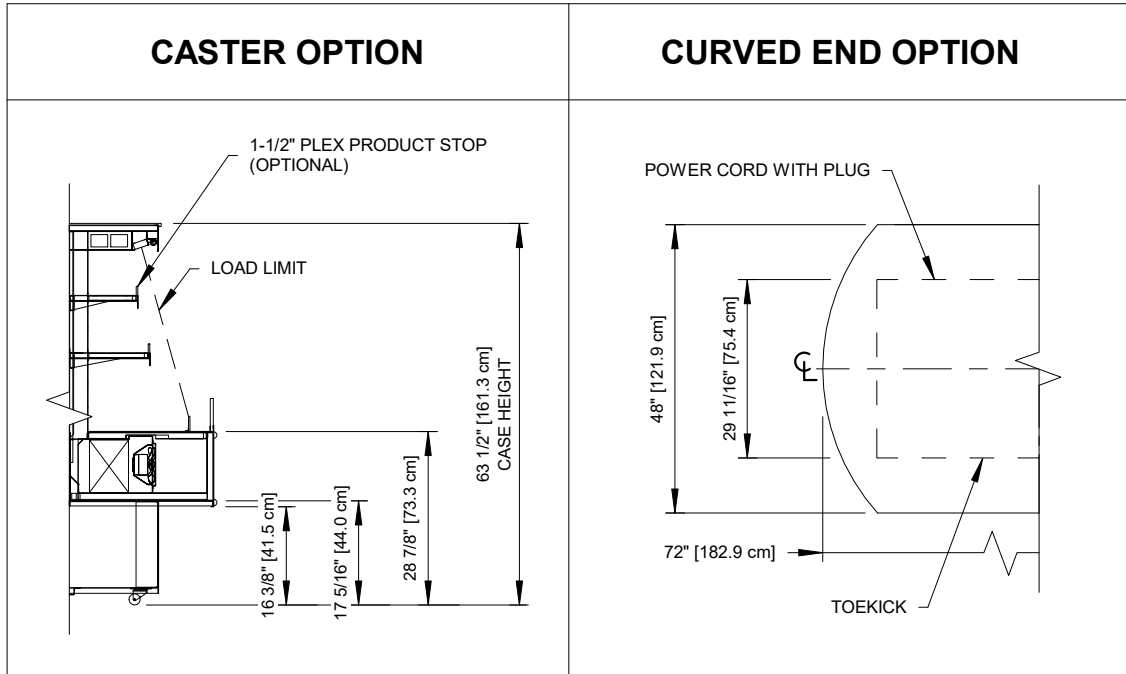 CASTER OPTION
1-1/2" PLEX PRODUCT STOP
(OPTIONAL)
LOAD LIMIT
16 3/8" [41.5 cm]
17 5/16" [44.0 cm]
28 7/8" [73.3 cm]
63 1/2" [161.3 cm]
CASE HEIGHT
CURVED END OPTION
POWER CORD WITH PLUG
48" [121.9 cm]
29 11/16" [75.4 cm]
CL
72" [182.9 cm]
TOEKICK